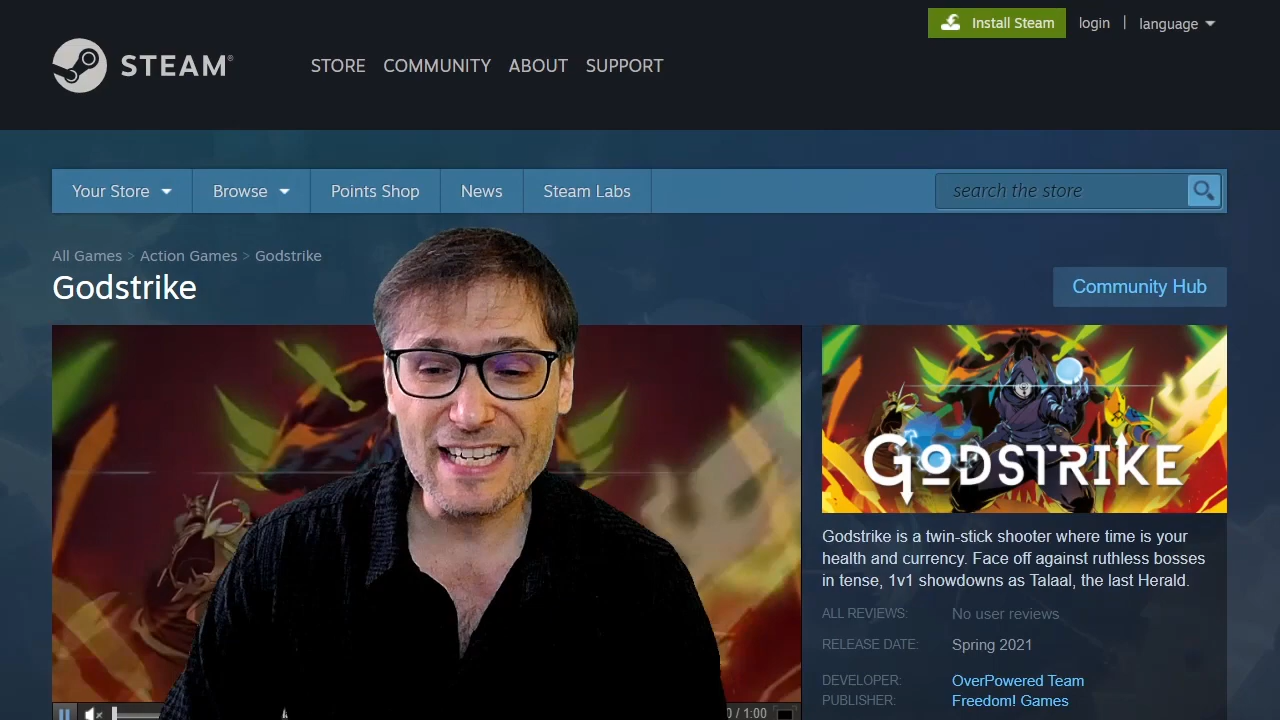 Install Steam
login
language
STEAM®
STORE
COMMUNITY
ABOUT
SUPPORT
Your Store
Browse
Points Shop
News
Steam Labs
search the store
All Games > Action Games > Godstrike
Godstrike
Community Hub
GODSTRIKE
Godstrike is a twin-stick shooter where time is your
health and currency. Face off against ruthless bosses
in tense, 1v1 showdowns as Talaal, the last Herald.
ALL REVIEWS: No user reviews
RELEASE DATE: Spring 2021
DEVELOPER: OverPowered Team
PUBLISHER: Freedom! Games
/ 1:00